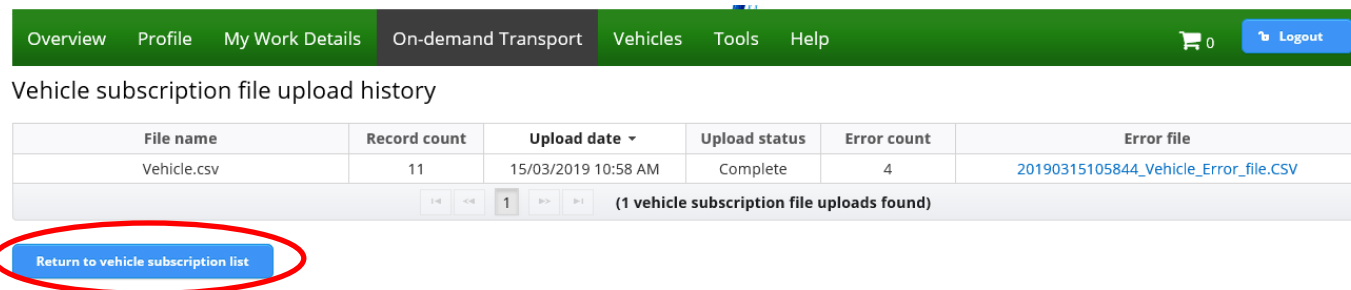 Overview Profile My Work Details On-demand Transport Vehicles Tools Help 0 Logout
Vehicle subscription file upload history
File name Record count Upload date Upload status Error count Error file
Vehicle.csv 11 15/03/2019 10:58 AM Complete 4 20190315105844_Vehicle_Error_file.CSV
1 (1 vehicle subscription file uploads found)
Return to vehicle subscription list